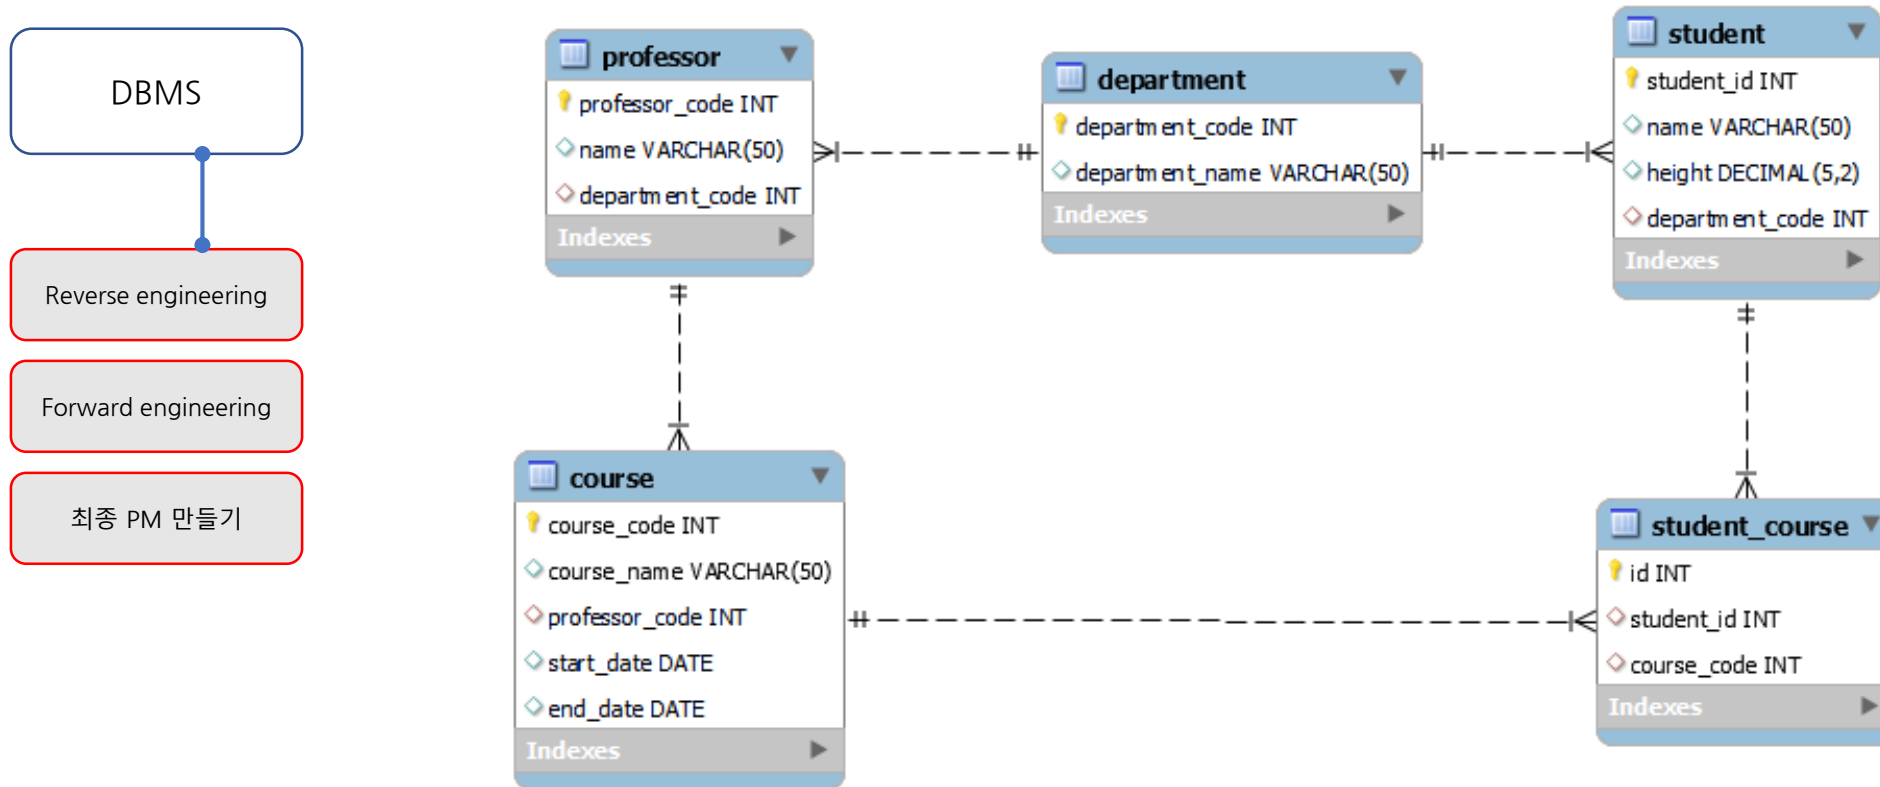 DBMS
Reverse engineering
Forward engineering
최종 PM 만들기
professor
professor_code INT
name VARCHAR(50)
department_code INT
Indexes
department
department_code INT
department_name VARCHAR(50)
Indexes
student
student_id INT
name VARCHAR(50)
height DECIMAL(5,2)
department_code INT
Indexes
course
course_code INT
course_name VARCHAR(50)
professor_code INT
start_date DATE
end_date DATE
Indexes
student_course
id INT
student_id INT
course_code INT
Indexes